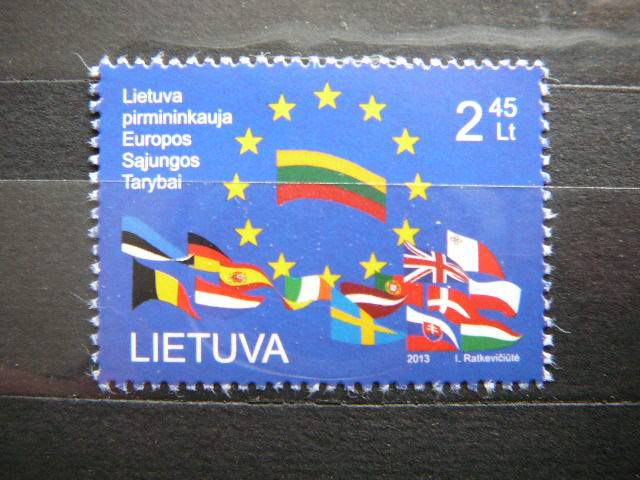 Lietuva
pirmininkauja
Europos
Sąjungos
Tarybai
2 45 Lt
LIETUVA
2013 I. Ratkevičiūtė